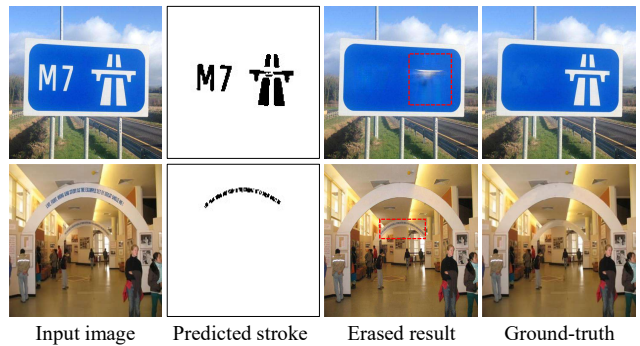 M7
M7
Input image
Predicted stroke
Erased result
Ground-truth